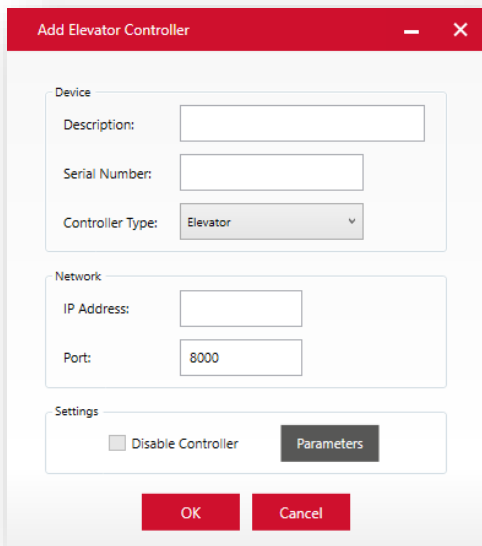 Add Elevator Controller
Device
Description:
Serial Number:
Controller Type: Elevator
Network
IP Address:
Port: 8000
Settings
Disable Controller Parameters
OK Cancel